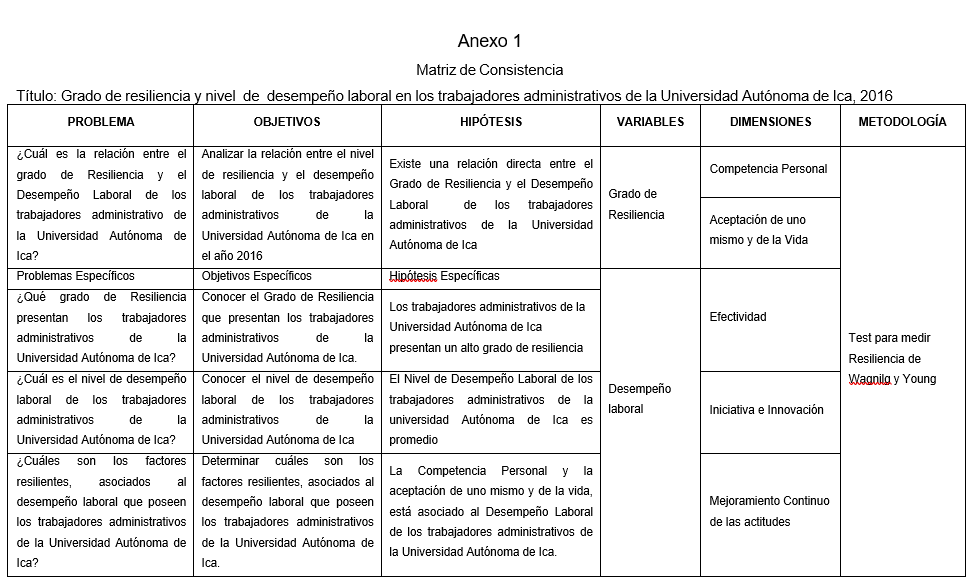 Anexo 1
Matriz de Consistencia
Título: Grado de resiliencia y nivel de desempeño laboral en los trabajadores administrativos de la Universidad Autónoma de Ica, 2016
PROBLEMA
OBJETIVOS
HIPÓTESIS
VARIABLES
DIMENSIONES
METODOLOGÍA
¿Cuál es la relación entre el
grado de Resiliencia y el
Desempeño Laboral de los
trabajadores administrativo de
la Universidad Autónoma de
Ica?
Analizar la relación entre el nivel
de resiliencia y el desempeño
laboral de los trabajadores
administrativos de la
Universidad Autónoma de Ica en
el año 2016
Existe una relación directa entre el
Grado de Resiliencia y el Desempeño
Laboral de los trabajadores
administrativos de la Universidad
Autónoma de Ica
Grado de
Resiliencia
Competencia Personal
Aceptación de uno
mismo y de la Vida
Problemas Específicos
Objetivos Específicos
Hipótesis Específicas
¿Qué grado de Resiliencia
presentan los trabajadores
administrativos de la
Universidad Autónoma de Ica?
Conocer el Grado de Resiliencia
que presentan los trabajadores
administrativos de la
Universidad Autónoma de Ica.
Los trabajadores administrativos de la
Universidad Autónoma de Ica
presentan un alto grado de resiliencia
Desempeño
laboral
Efectividad
Test para medir
Resiliencia de
Wagnilg y Young
¿Cuál es el nivel de desempeño
laboral de los trabajadores
administrativos de la
Universidad Autónoma de Ica?
Conocer el nivel de desempeño
laboral de los trabajadores
administrativos de la
Universidad Autónoma de Ica
El Nivel de Desempeño Laboral de los
trabajadores administrativos de la
universidad Autónoma de Ica es
promedio
Iniciativa e Innovación
¿Cuáles son los factores
resilientes, asociados al
desempeño laboral que poseen
los trabajadores administrativos
de la Universidad Autónoma de
Ica?
Determinar cuáles son los
factores resilientes, asociados al
desempeño laboral que poseen
los trabajadores administrativos
de la Universidad Autónoma de
Ica.
La Competencia Personal y la
aceptación de uno mismo y de la vida,
está asociado al Desempeño Laboral
de los trabajadores administrativos de
la Universidad Autónoma de Ica.
Mejoramiento Continuo
de las actitudes